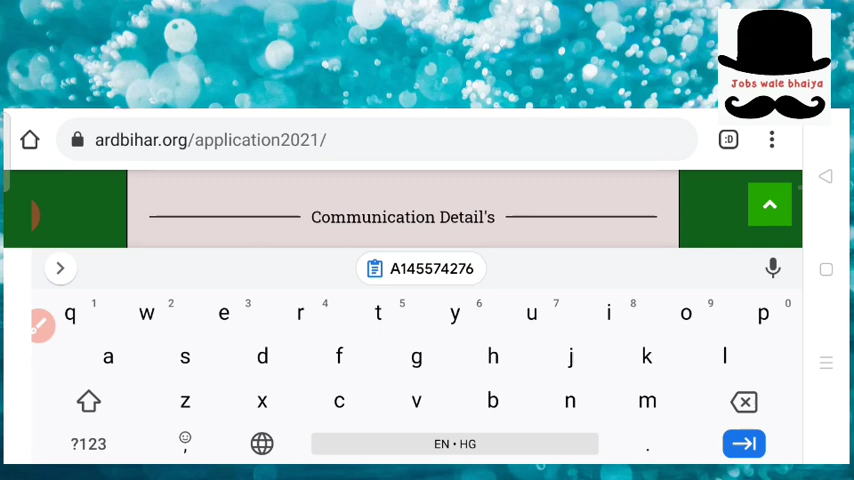 Jobs wale bhaiya
ardbihar.org/application2021/
:D
Communication Detail's
A145574276
q 1 w 2 e 3 r 4 t 5 y 6 u 7 i 8 o 9 p 0
a s d f g h j k l
z x c v b n m
?123 , EN • HG .